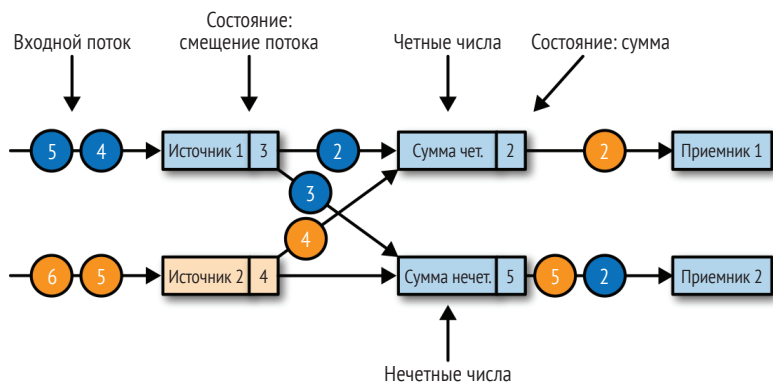 Состояние:
смещение потока
Входной поток
Четные числа
Состояние: сумма
5 4 Источник 1 3 2 Сумма чет. 2 2 Приемник 1
3
4
6 5 Источник 2 4 Сумма нечет. 5 5 2 Приемник 2
Нечетные числа